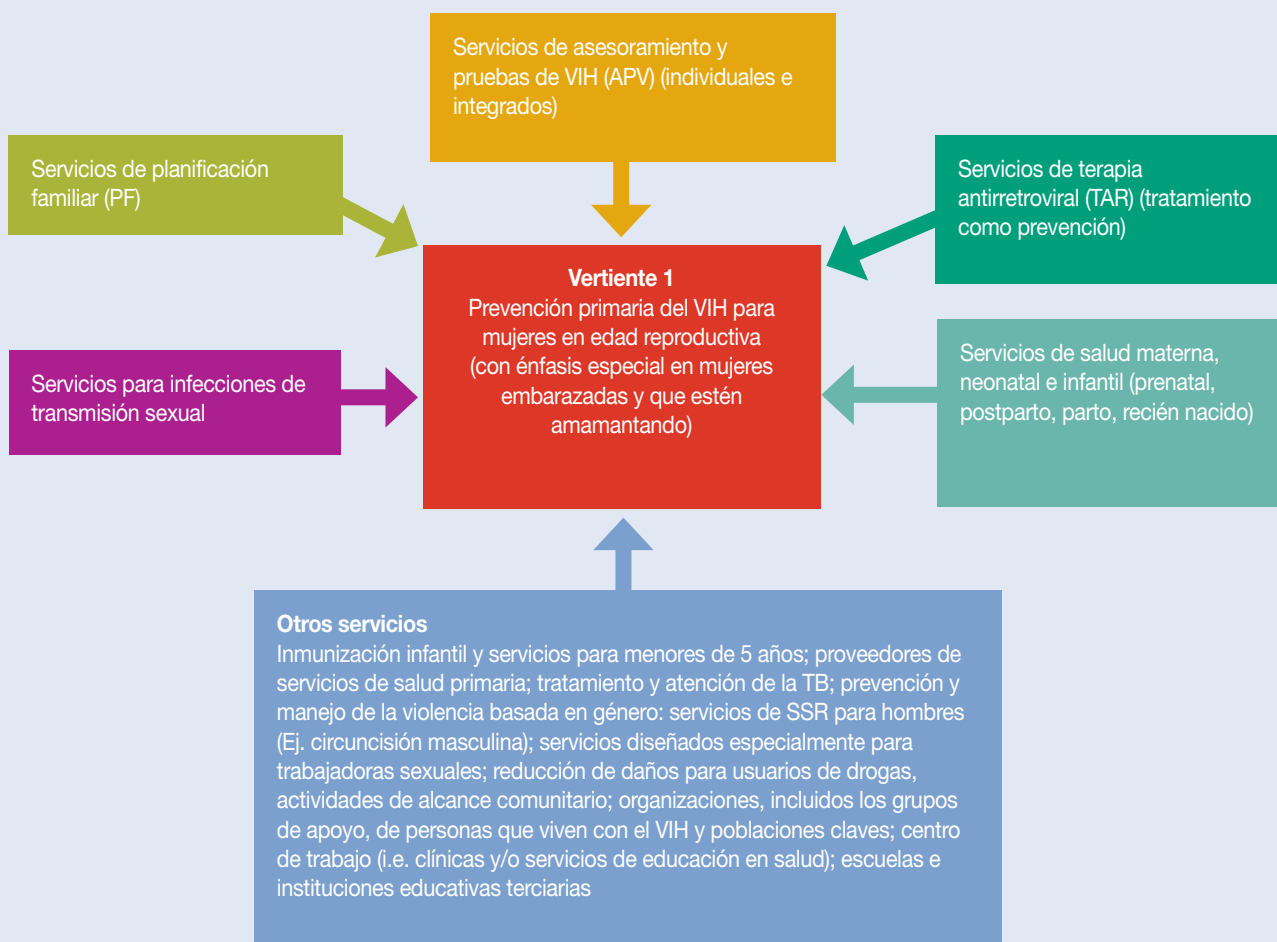 Servicios de asesoramiento y
pruebas de VIH (APV) (individuales e
integrados)
Servicios de planificación
familiar (PF)
Servicios de terapia
antirretroviral (TAR) (tratamiento
como prevención)
Vertiente 1
Prevención primaria del VIH para
mujeres en edad reproductiva
(con énfasis especial en mujeres
embarazadas y que estén
amamantando)
Servicios para infecciones de
transmisión sexual
Servicios de salud materna,
neonatal e infantil (prenatal,
postparto, parto, recién nacido)
Otros servicios
Inmunización infantil y servicios para menores de 5 años; proveedores de
servicios de salud primaria; tratamiento y atención de la TB; prevención y
manejo de la violencia basada en género: servicios de SSR para hombres
(Ej. circuncisión masculina); servicios diseñados especialmente para
trabajadoras sexuales; reducción de daños para usuarios de drogas,
actividades de alcance comunitario; organizaciones, incluidos los grupos
de apoyo, de personas que viven con el VIH y poblaciones claves; centro
de trabajo (i.e. clínicas y/o servicios de educación en salud); escuelas e
instituciones educativas terciarias